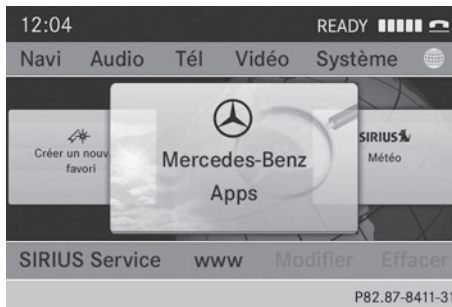 12:04 READY
Navi Audio Tél Vidéo Système
Créer un nouv
favori
Mercedes-Benz
Apps
SIRIUS
Météo
SIRIUS Service www Modifier Effacer
P82.87-8411-31